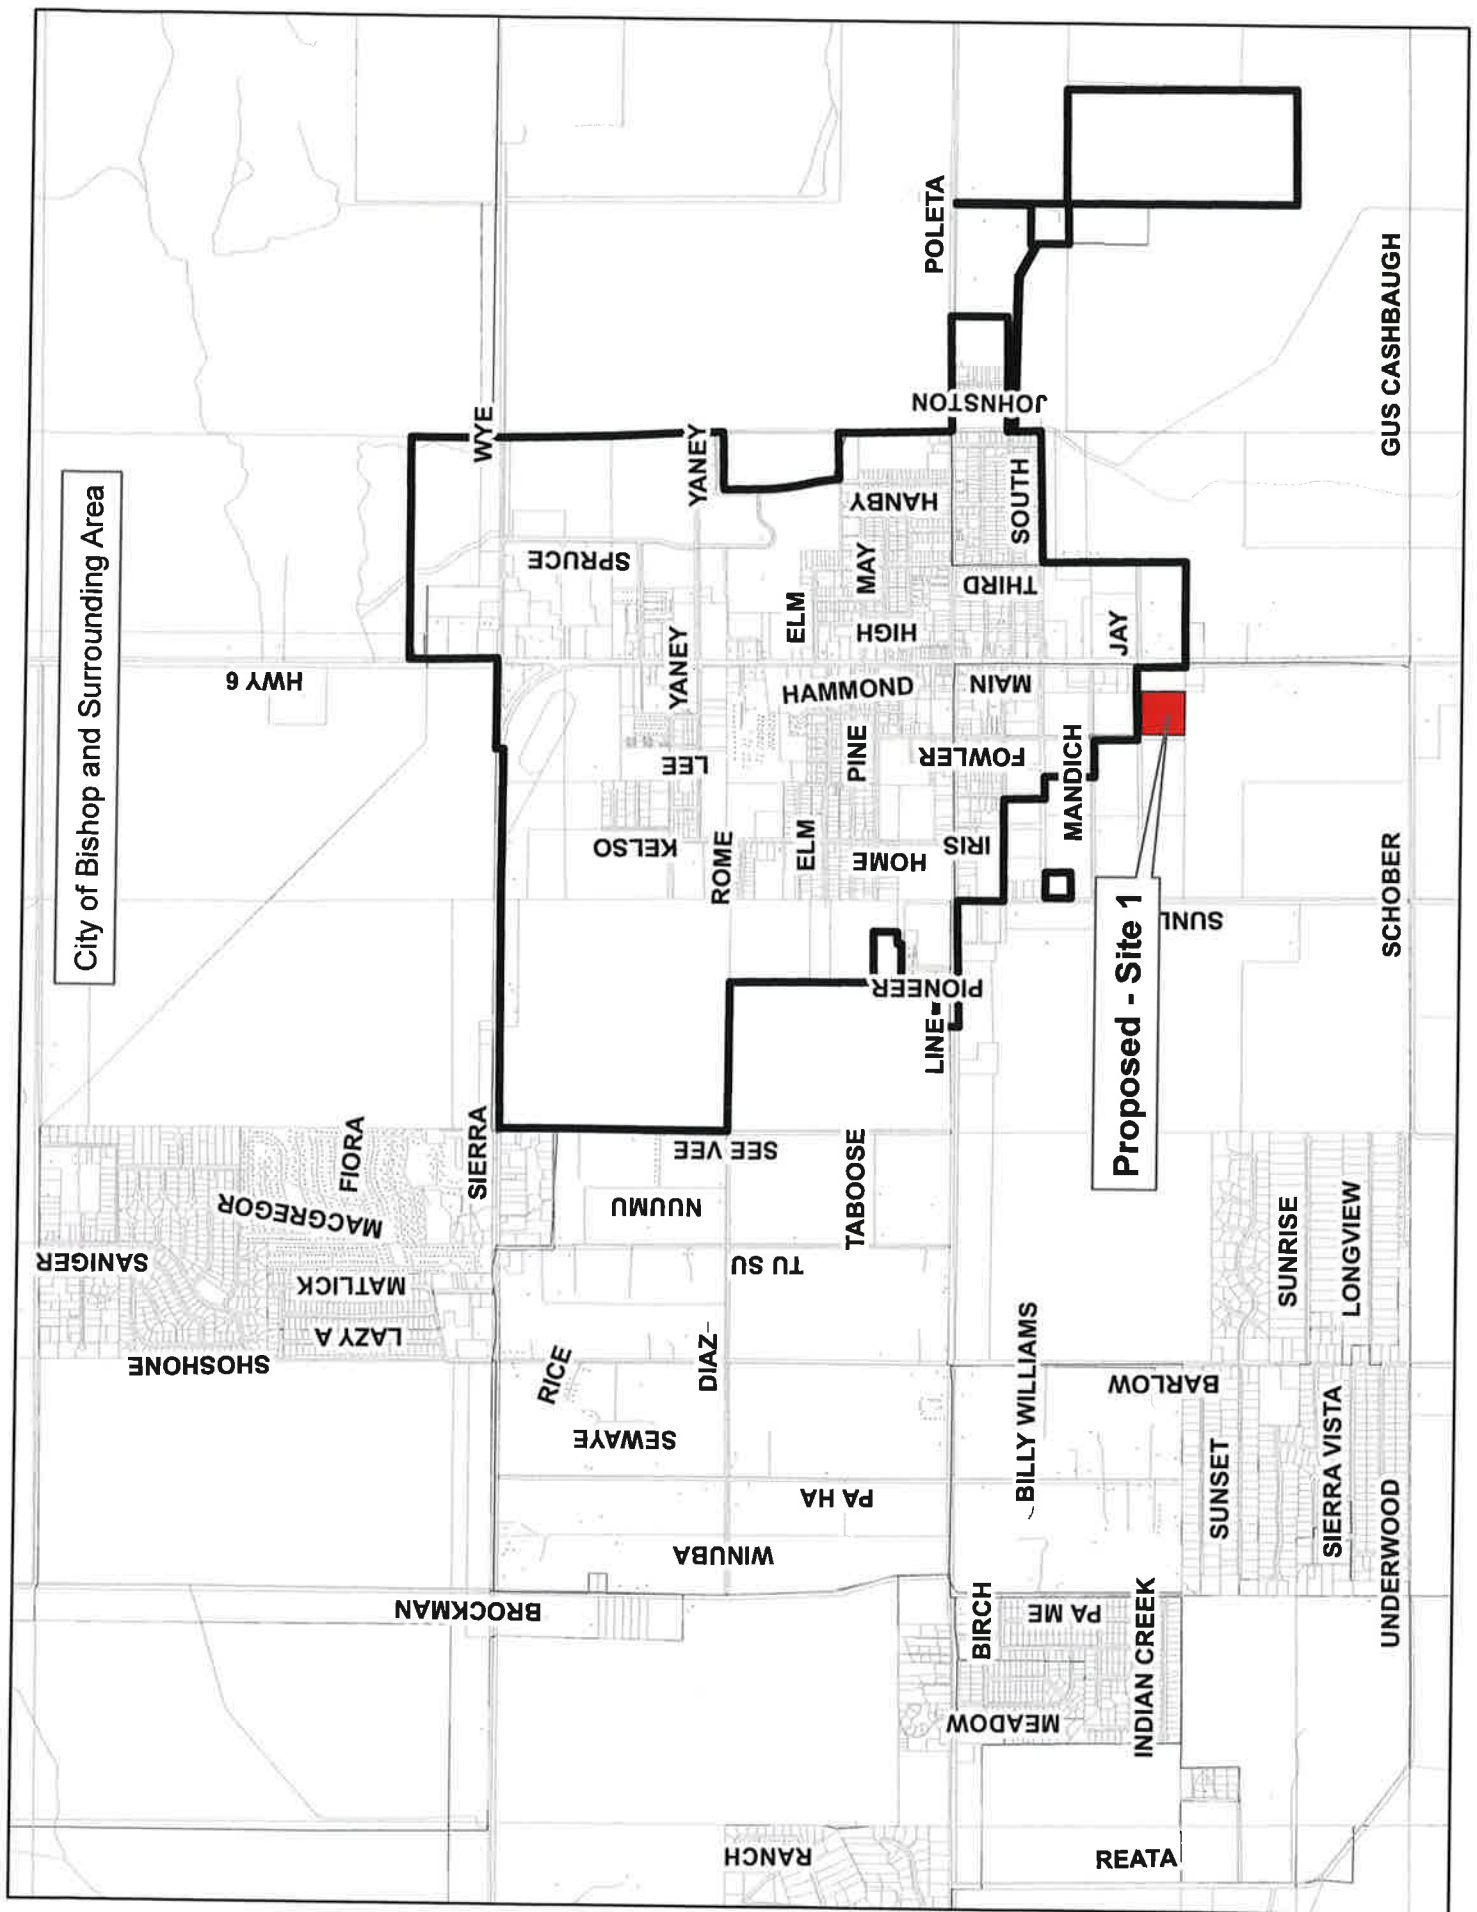 City of Bishop and Surrounding Area
HWY 6
WYE
SIERRA
FIORA
MACGREGOR
SANIGER
MATLICK
LAZY A
SHOSHONE
BROCKMAN
SPRUCE
YANEY
YANEY
LEE
KELSO
ROME
SEE VEE
NUUMU
TU SU
RICE
DIAZ
SEWAYE
PA HA
WINUBA
RANCH
ELM
MAY
HANBY
HIGH
HAMMOND
PINE
ELM
HOME
PIONEER
LINE
TABOOSE
POLETA
JOHNSTON
SOUTH
THIRD
MAIN
FOWLER
IRIS
MANDICH
JAY
SUNL
Proposed - Site 1
BILLY WILLIAMS
BARLOW
BIRCH
PA ME
MEADOW
INDIAN CREEK
REATA
GUS CASHBAUGH
SCHOBER
SUNRISE
LONGVIEW
SUNSET
SIERRA VISTA
UNDERWOOD